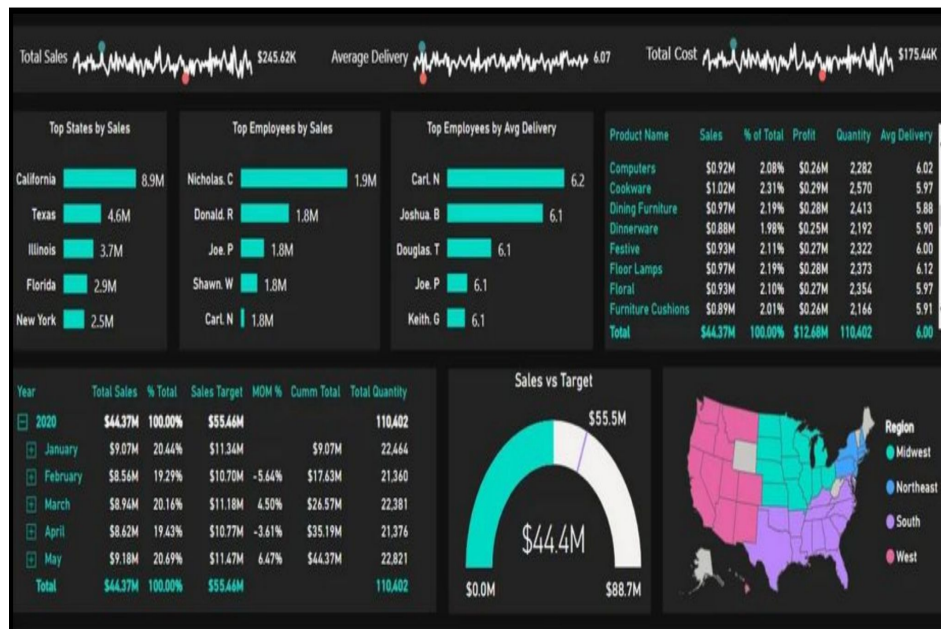 Total Sales $245.62K Average Delivery 6.07 Total Cost $175.44K
Top States by Sales
California 8.9M
Texas 4.6M
Illinois 3.7M
Florida 2.9M
New York 2.5M
Top Employees by Sales
Nicholas. C 1.9M
Donald. R 1.8M
Joe. P 1.8M
Shawn. W 1.8M
Carl. N 1.8M
Top Employees by Avg Delivery
Carl. N 6.2
Joshua. B 6.1
Douglas. T 6.1
Joe. P 6.1
Keith. G 6.1
Product Name Sales % of Total Profit Quantity Avg Delivery
Computers $0.92M 2.08% $0.26M 2,282 6.02
Cookware $1.02M 2.31% $0.29M 2,570 5.97
Dining Furniture $0.97M 2.19% $0.28M 2,413 5.88
Dinnerware $0.88M 1.98% $0.25M 2,192 5.90
Festive $0.93M 2.11% $0.27M 2,322 6.00
Floor Lamps $0.97M 2.19% $0.28M 2,373 6.12
Floral $0.93M 2.10% $0.27M 2,354 5.97
Furniture Cushions $0.89M 2.01% $0.26M 2,166 5.91
Total $44.37M 100.00% $12.68M 110,402 6.00
Year Total Sales % Total Sales Target MOM % Cumm Total Total Quantity
2020 $44.37M 100.00% $55.46M 110,402
January $9.07M 20.44% $11.34M $9.07M 22,464
February $8.56M 19.29% $10.70M -5.64% $17.63M 21,360
March $8.94M 20.16% $11.18M 4.50% $26.57M 22,381
April $8.62M 19.43% $10.77M -3.61% $35.19M 21,376
May $9.18M 20.69% $11.47M 6.47% $44.37M 22,821
Total $44.37M 100.00% $55.46M 110,402
Sales vs Target
$55.5M
$44.4M
$0.0M $88.7M
Region
Midwest
Northeast
South
West